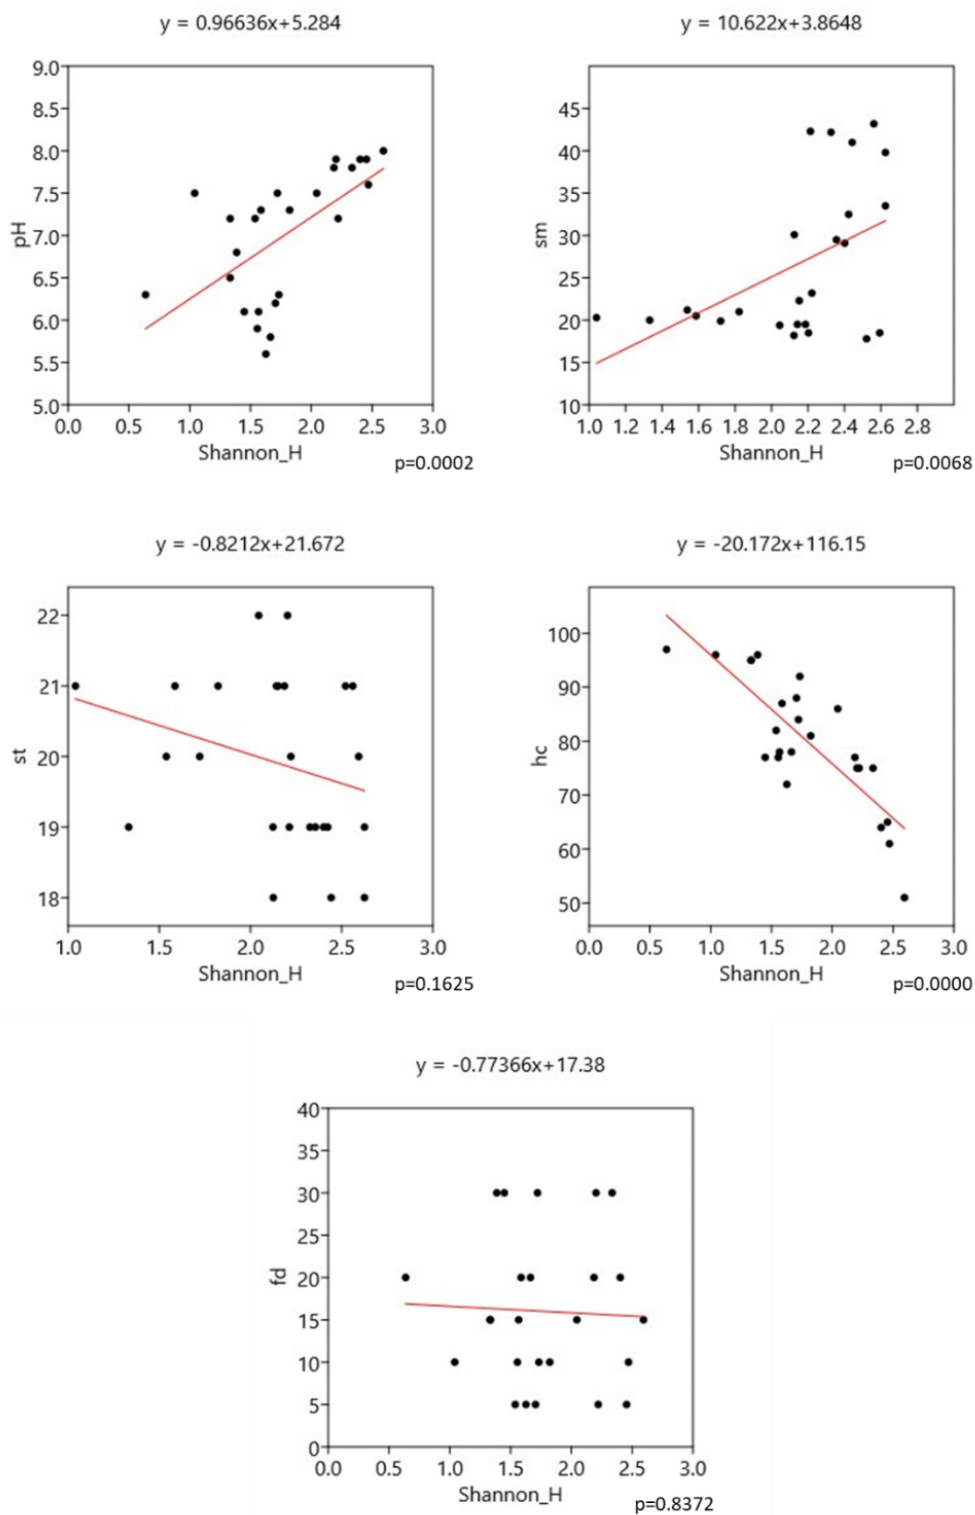 y = 0.96636x+5.284
9.0
8.5
8.0
7.5
7.0
6.5
6.0
5.5
5.0
pH
0.0 0.5 1.0 1.5 2.0 2.5 3.0
Shannon_H
p=0.0002
y = 10.622x+3.8648
45
40
35
30
25
20
15
10
sm
1.0 1.2 1.4 1.6 1.8 2.0 2.2 2.4 2.6 2.8
Shannon_H
p=0.0068
y = -0.8212x+21.672
22
21
20
19
18
st
1.0 1.5 2.0 2.5 3.0
Shannon_H
p=0.1625
y = -20.172x+116.15
100
90
80
70
60
50
hc
0.0 0.5 1.0 1.5 2.0 2.5 3.0
Shannon_H
p=0.0000
y = -0.77366x+17.38
40
35
30
25
20
15
10
5
0
fd
0.0 0.5 1.0 1.5 2.0 2.5 3.0
Shannon_H
p=0.8372